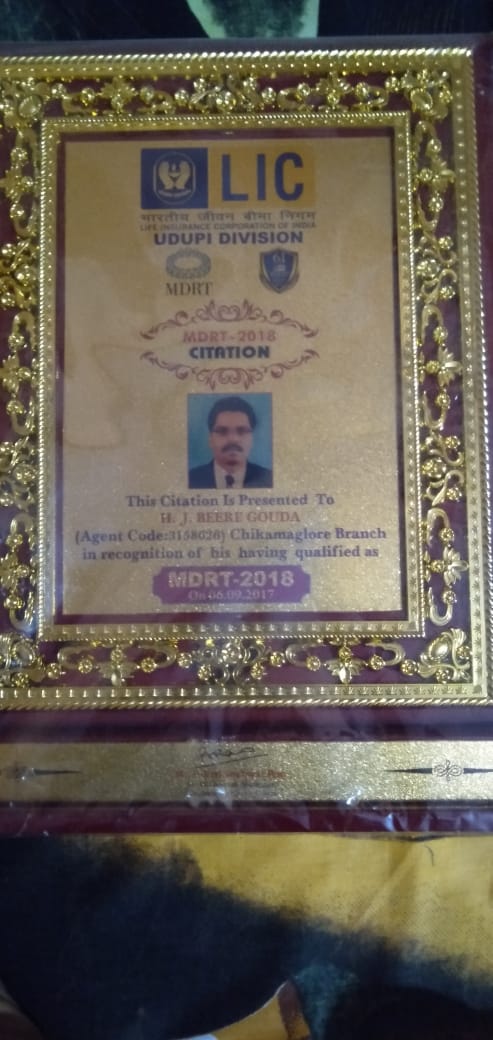 LIC
भारतीय जीवन बीमा निगम
LIFE INSURANCE CORPORATION OF INDIA
UDUPI DIVISION
MDRT
61
MDRT-2018
CITATION
This Citation Is Presented To
H. J. BEERE GOUDA
(Agent Code:3158626) Chikamaglore Branch
in recognition of his having qualified as
MDRT-2018
On 06.09.2017